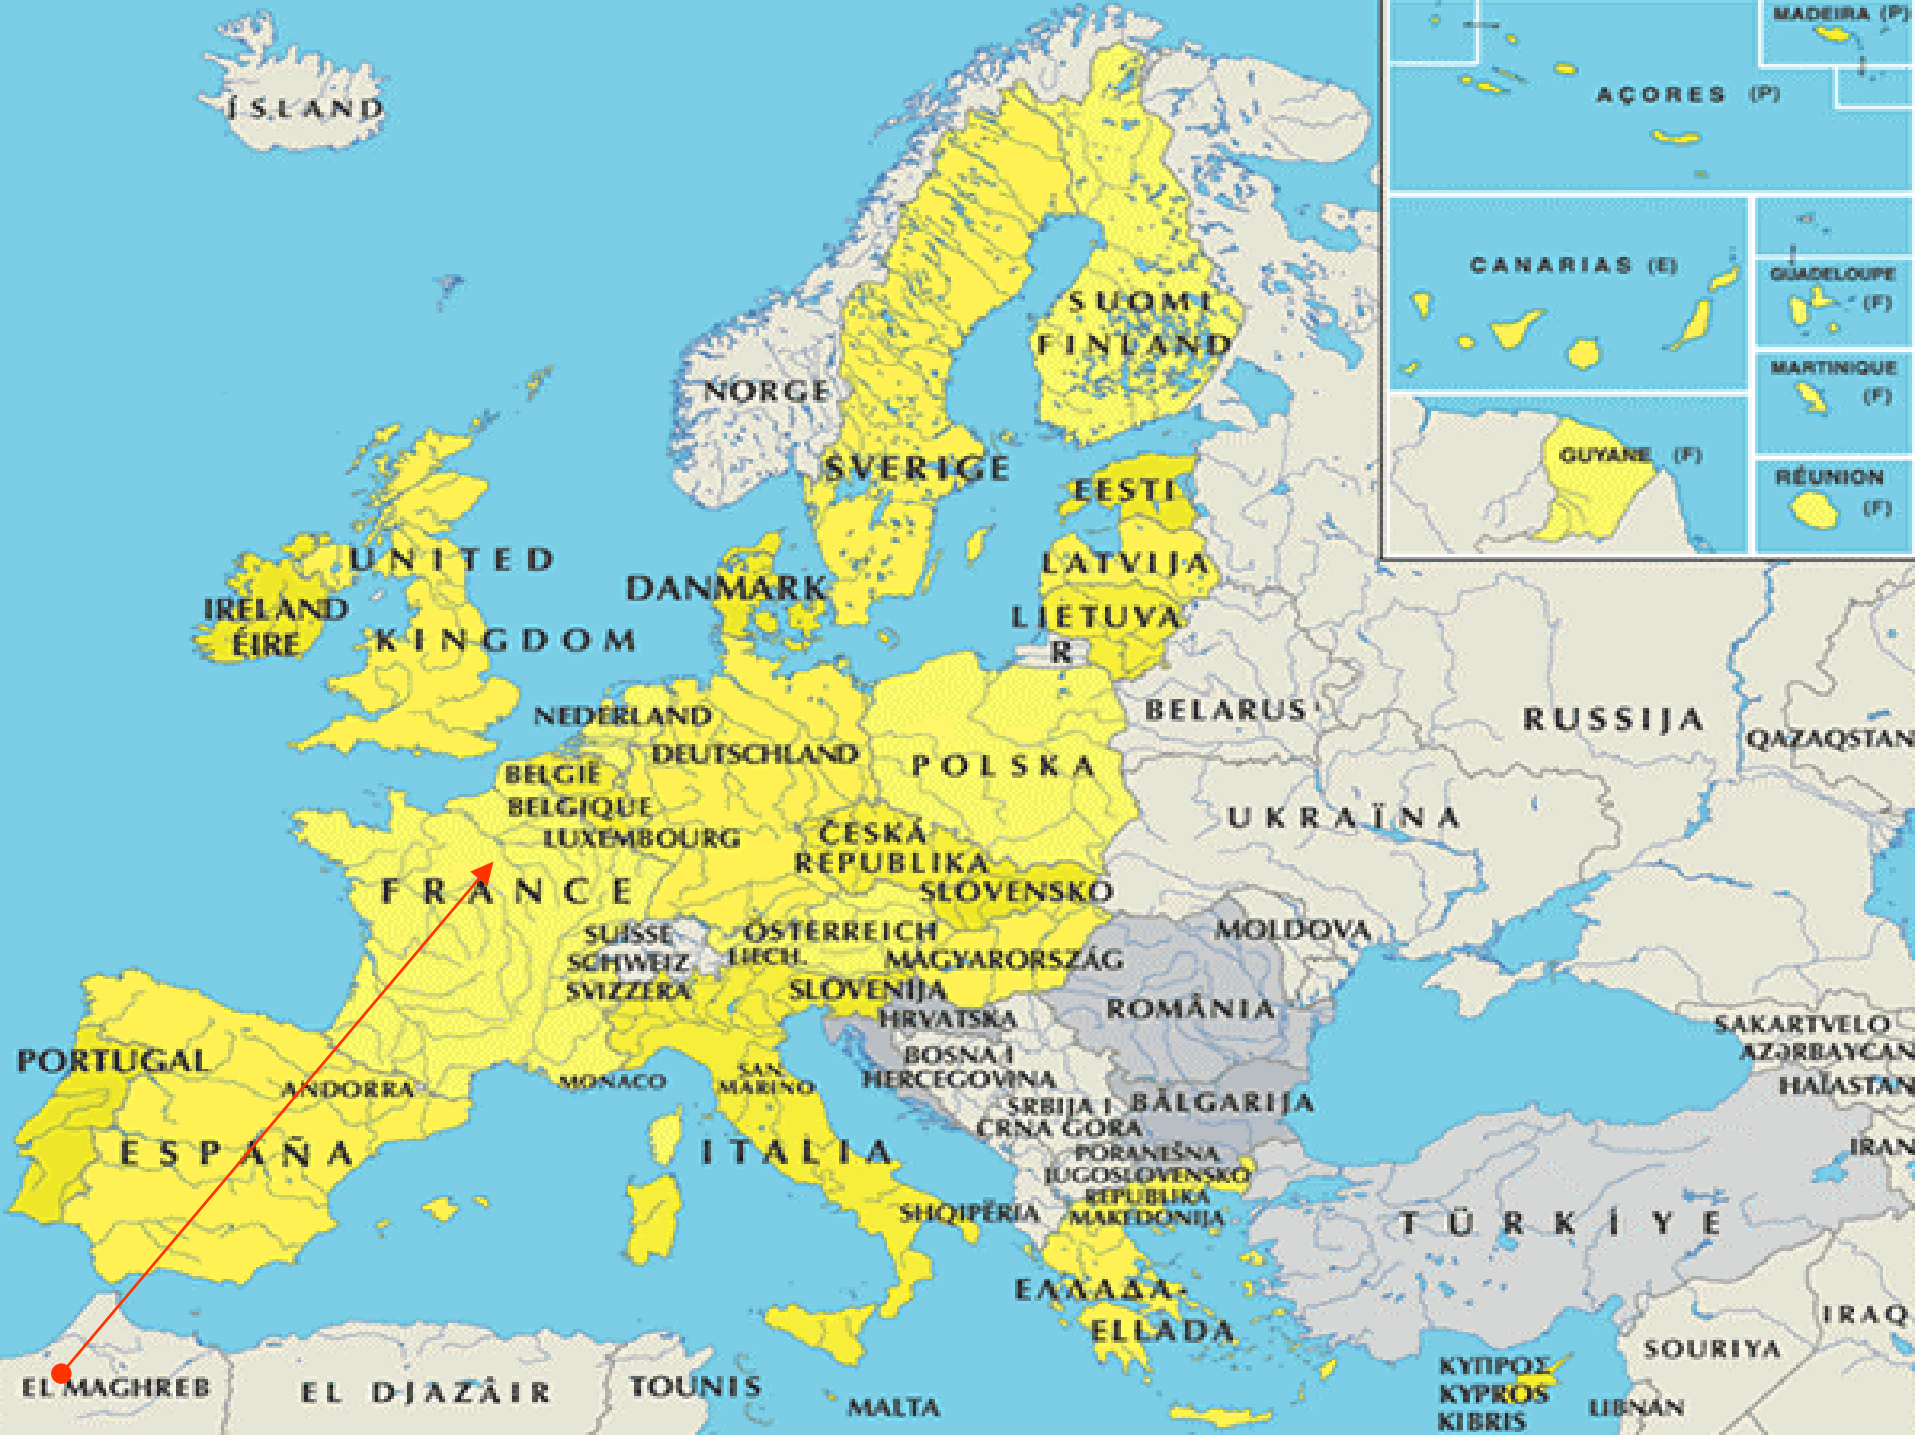 ÍSLAND
MADEIRA (P)
AÇORES (P)
CANARIAS (E)
GUADELOUPE
(F)
MARTINIQUE
(F)
GUYANE (F)
RÉUNION
(F)
SUOMI
FINLAND
NORGE
SVERIGE
EESTI
LATVIJA
LIETUVA
R
UNITED
KINGDOM
IRELAND
ÉIRE
DANMARK
NEDERLAND
DEUTSCHLAND
BELGIË
BELGIQUE
LUXEMBOURG
POLSKA
BELARUS
RUSSIJA
QAZAQSTAN
UKRAÏNA
ČESKÁ
REPUBLIKA
SLOVENSKO
FRANCE
SUISSE
SCHWEIZ
SVIZZERA
ÖSTERREICH
LIECH.
MAGYARORSZÁG
SLOVENIJA
MOLDOVA
ROMÂNIA
HRVATSKA
BOSNA I
HERCEGOVINA
SRBIJA I
CRNA GORA
BĂLGARIJA
PORANEŠNA
JUGOSLOVENSKO
REPUBLIKA
MAKEDONIJA
SHQIPËRIA
SAKARTVELO
AZƏRBAYCAN
HAÏASTAN
IRAN
PORTUGAL
ANDORRA
ESPAÑA
MONACO
SAN
MARINO
ITALIA
TÜRKİYE
ΕΛΛΑΔΑ-
ELLADA
IRAQ
SOURIYA
ΚΥΠΡΟΣ
KYPROS
KIBRIS
LIBNÁN
EL MAGHREB
EL DJAZÂIR
TOUNIS
MALTA